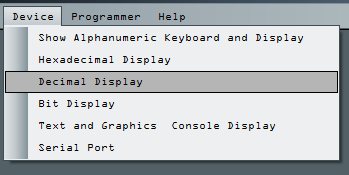 Device Programmer Help
Show Alphanumeric Keyboard and Display
Hexadecimal Display
Decimal Display
Bit Display
Text and Graphics  Console Display
Serial Port